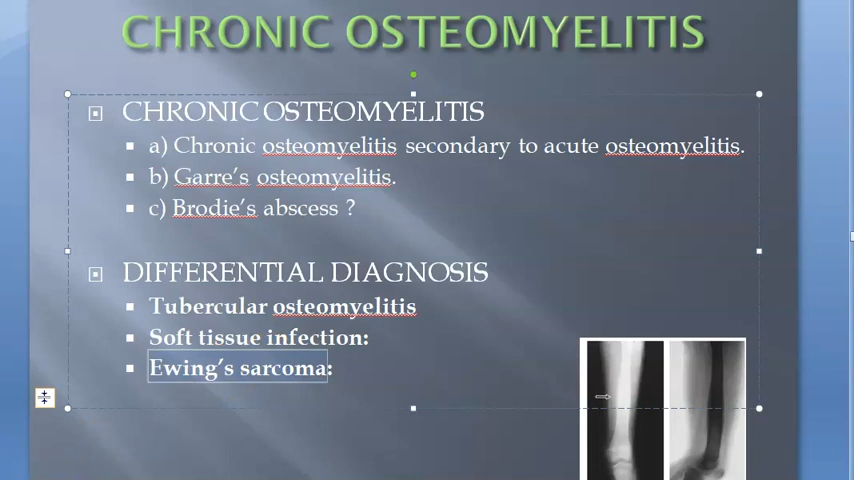 CHRONIC OSTEOMYELITIS
CHRONIC OSTEOMYELITIS
a) Chronic osteomyelitis secondary to acute osteomyelitis.
b) Garre's osteomyelitis.
c) Brodie's abscess ?
DIFFERENTIAL DIAGNOSIS
Tubercular osteomyelitis
Soft tissue infection:
Ewing's sarcoma: